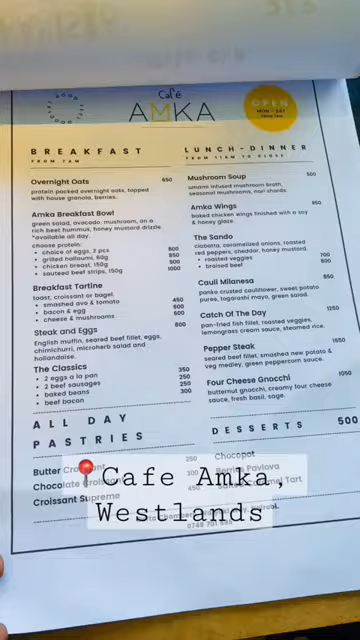 Café
AMKA
OPEN
BREAKFAST
FROM 7AM
Overnight Oats 650
protein packed overnight oats, topped
with house granola, berries.
Amka Breakfast Bowl
green salad, avocado, mushroom, on a
rich beet hummus, honey mustard drizzle
*available all day.
choose protein:
• choice of eggs, 2 pcs 800
• grilled halloumi, 60g 850
• chicken breast, 150g 900
• sauteed beef strips, 150g 1000
Breakfast Tartine
toast, croissant or bagel.
• smashed avo & tomato 450
• bacon & egg 600
• cheese & mushrooms 600
Steak and Eggs 800
English muffin, seared beef fillet, eggs,
chimichurri, microherb salad and
hollandaise.
The Classics
• 2 eggs a la pan 350
• 2 beef sausages 250
• baked beans 250
• beef bacon 300
ALL DAY
PASTRIES
Butter Croissant 250
Chocolate Croissant
Croissant Supreme 450
LUNCH-DINNER
FROM 11AM TO CLOSE
Mushroom Soup 500
umami infused mushroom broth,
seasonal mushrooms, nori shards.
Amka Wings 950
baked chicken wings finished with a soy
& honey glaze.
The Sando
ciabatta, caramelized onions, roasted
red peppers, cheddar, honey mustard.
• roasted veggies 700
• braised beef
Cauli Milanesa 850
panko crusted cauliflower, sweet potato
puree, togarashi mayo, green salad.
Catch Of The Day 1250
pan-fried fish fillet, roasted veggies,
lemongrass cream sauce, steamed rice.
Pepper Steak
seared beef fillet, smashed new potato &
veg medley, green peppercorn sauce.
Four Cheese Gnocchi 1050
butternut gnocchi, creamy four cheese
sauce, fresh basil, sage.
DESSERTS 500
Chocopot
Berries Pavlova
Caramel Tart
📍Cafe Amka,
Westlands